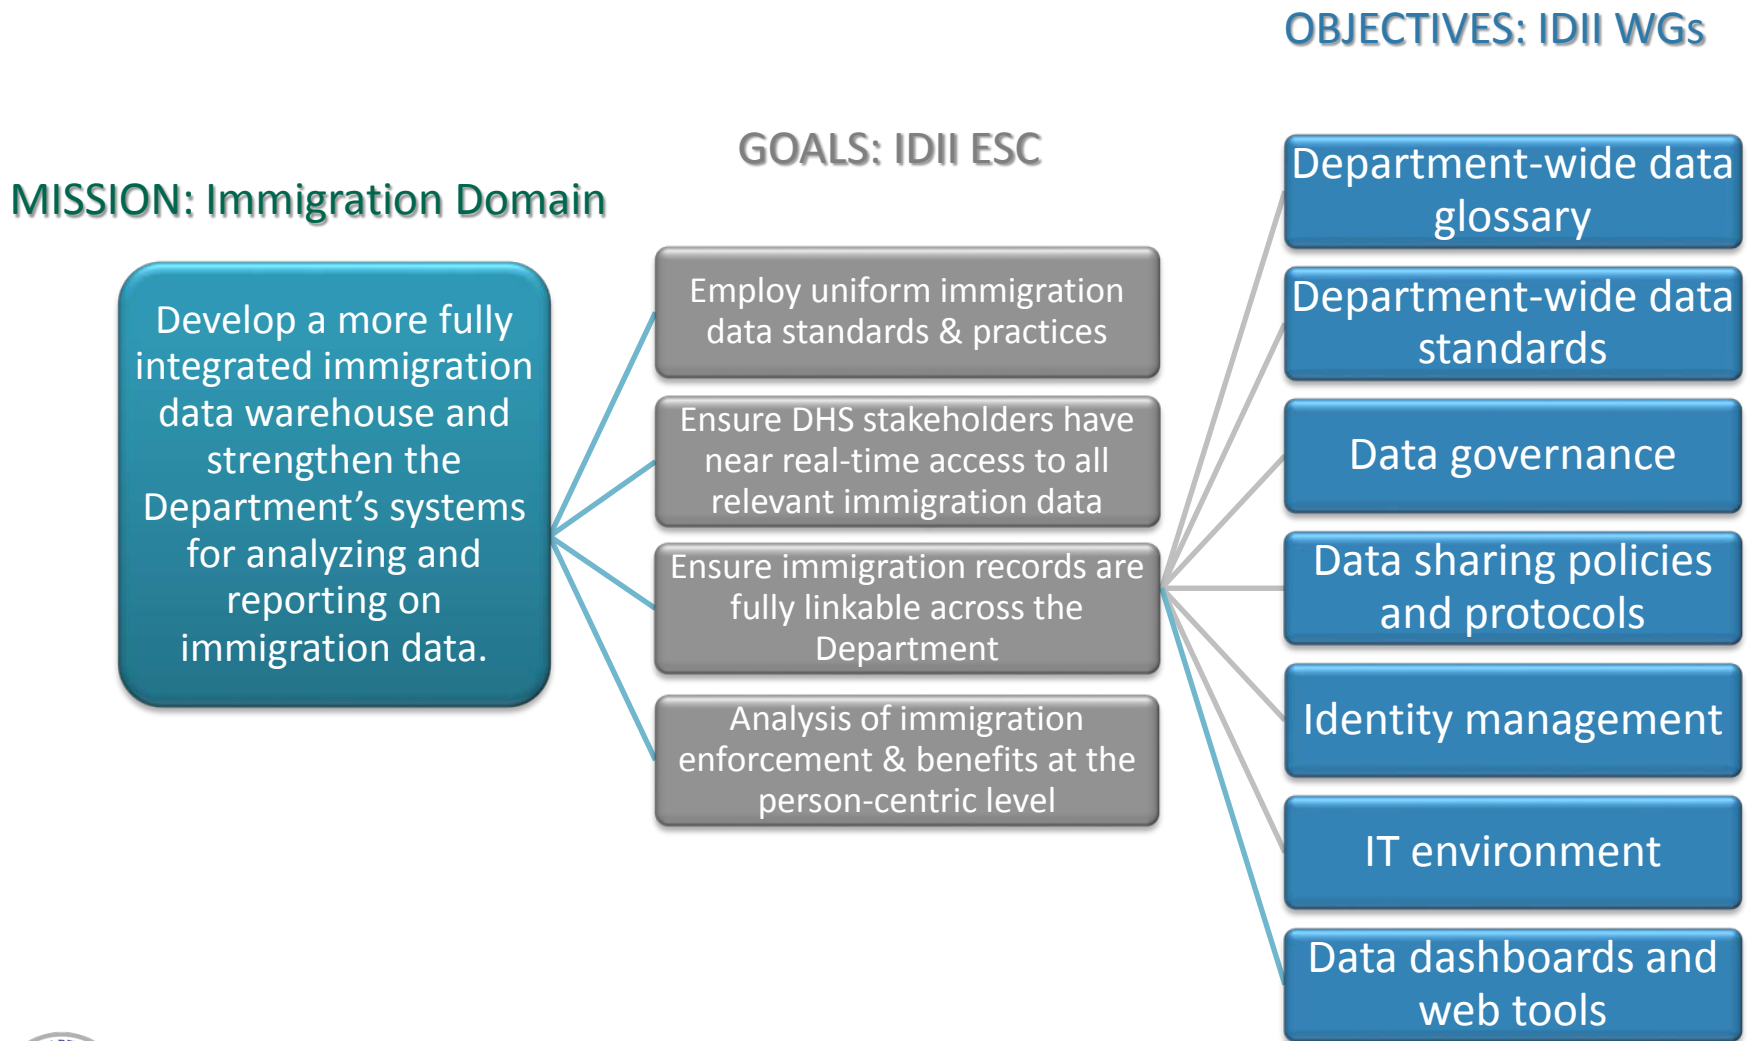 OBJECTIVES: IDII WGs
GOALS: IDII ESC
MISSION: Immigration Domain
Develop a more fully
integrated immigration
data warehouse and
strengthen the
Department’s systems
for analyzing and
reporting on
immigration data.
Employ uniform immigration
data standards & practices
Ensure DHS stakeholders have
near real-time access to all
relevant immigration data
Ensure immigration records are
fully linkable across the
Department
Analysis of immigration
enforcement & benefits at the
person-centric level
Department-wide data
glossary
Department-wide data
standards
Data governance
Data sharing policies
and protocols
Identity management
IT environment
Data dashboards and
web tools